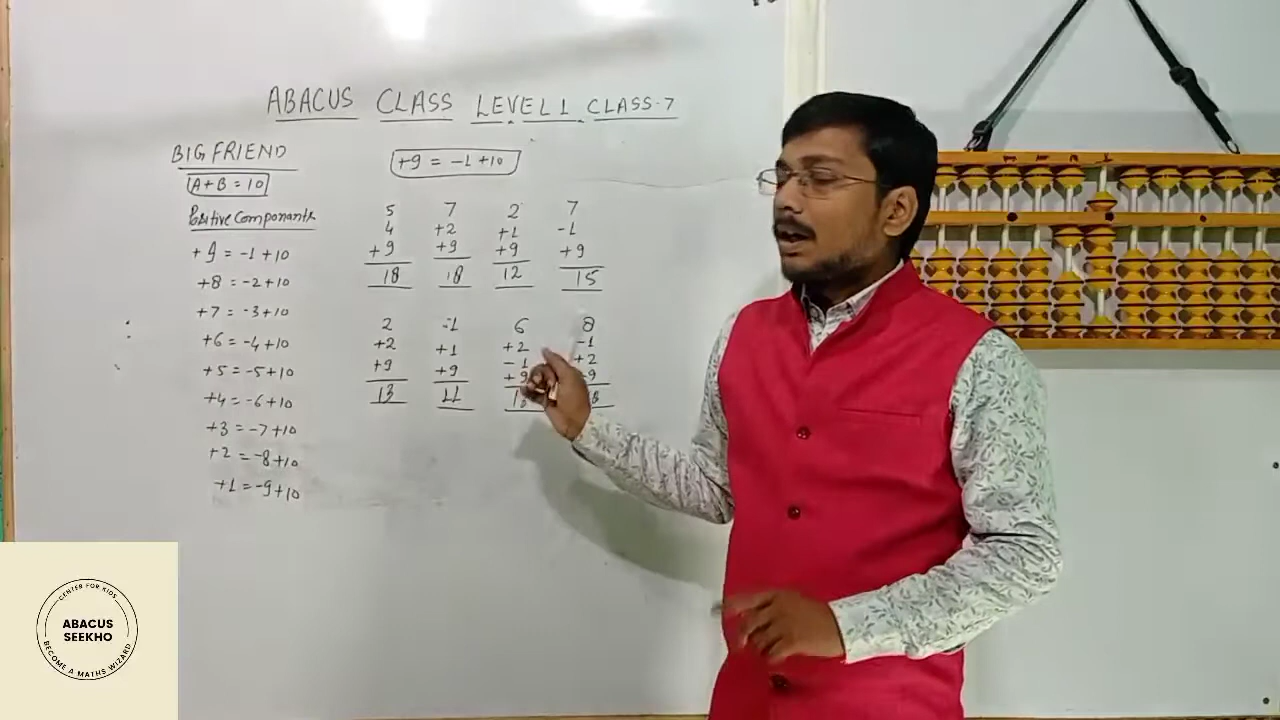 ABACUS CLASS LEVEL 1 CLASS-7
BIG FRIEND
A+B = 10
Positive Componants
+9 = -1+10
+8 = -2+10
+7 = -3+10
+6 = -4+10
+5 = -5+10
+4 = -6+10
+3 = -7+10
+2 = -8+10
+1 = -9+10
+9 = -1+10
5 7 2 7
4 +2 +1 -1
+9 +9 +9 +9
18 18 12 15
2 1 6 8
+2 +1 +2 -1
+9 +9 -1 +2
+9 9
13 11
CENTER FOR KIDS
ABACUS
SEEKHO
BECOME A MATHS WIZARD